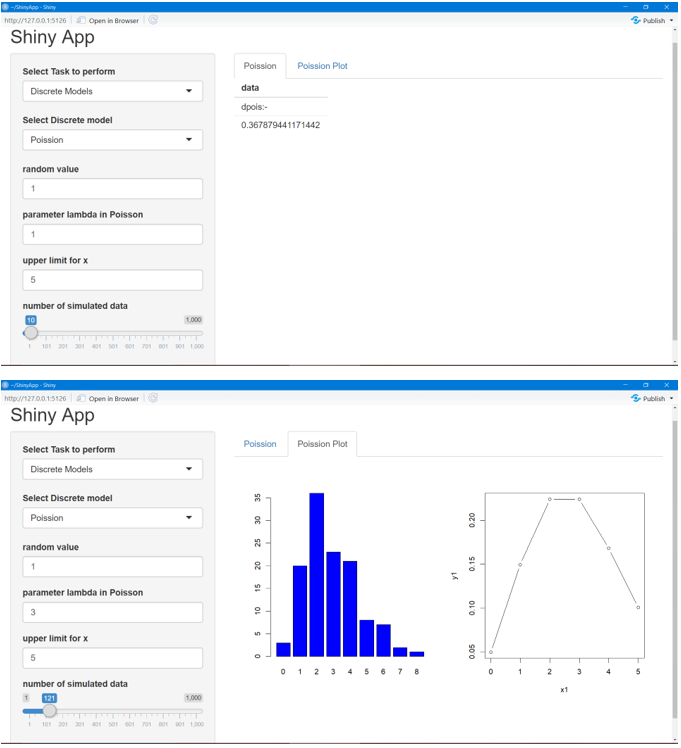 ~/ShinyApp - Shiny
http://127.0.0.1:5126 Open in Browser Publish
Shiny App
Select Task to perform
Discrete Models
Select Discrete model
Poission
random value
1
parameter lambda in Poisson
1
upper limit for x
5
number of simulated data
10 1,000
1 101 201 301 401 501 601 701 801 901 1,000
Poission Poission Plot
data
dpois:-
0.367879441171442
~/ShinyApp - Shiny
http://127.0.0.1:5126 Open in Browser Publish
Shiny App
Select Task to perform
Discrete Models
Select Discrete model
Poission
random value
1
parameter lambda in Poisson
3
upper limit for x
5
number of simulated data
1 121 1,000
1 101 201 301 401 501 601 701 801 901 1,000
Poission Poission Plot
35
30
25
20
15
10
5
0
0 1 2 3 4 5 6 7 8
y1
0.20
0.15
0.10
0.05
0 1 2 3 4 5
x1